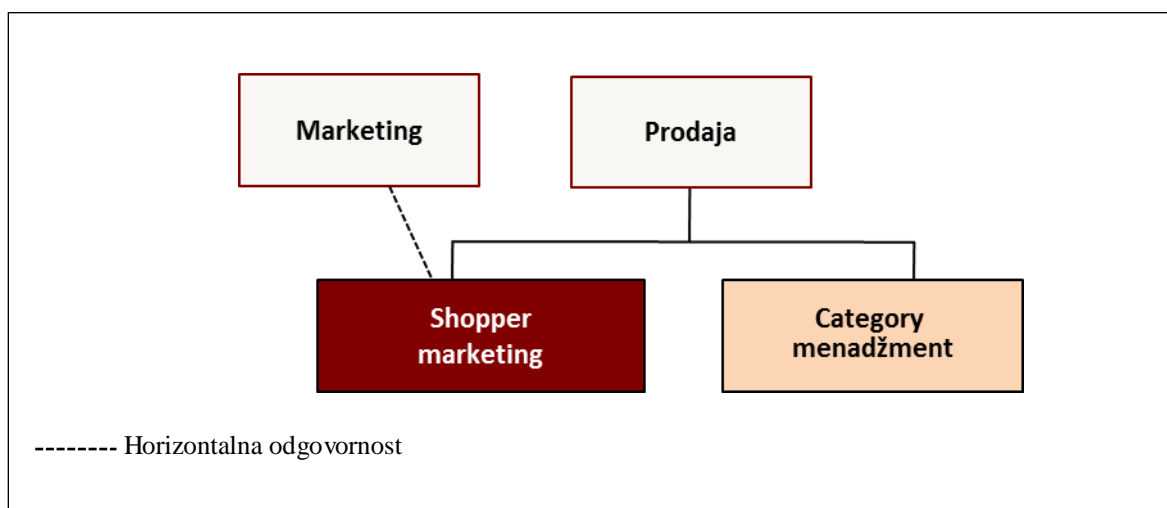 Marketing
Prodaja
Shopper
marketing
Category
menadžment
Horizontalna odgovornost